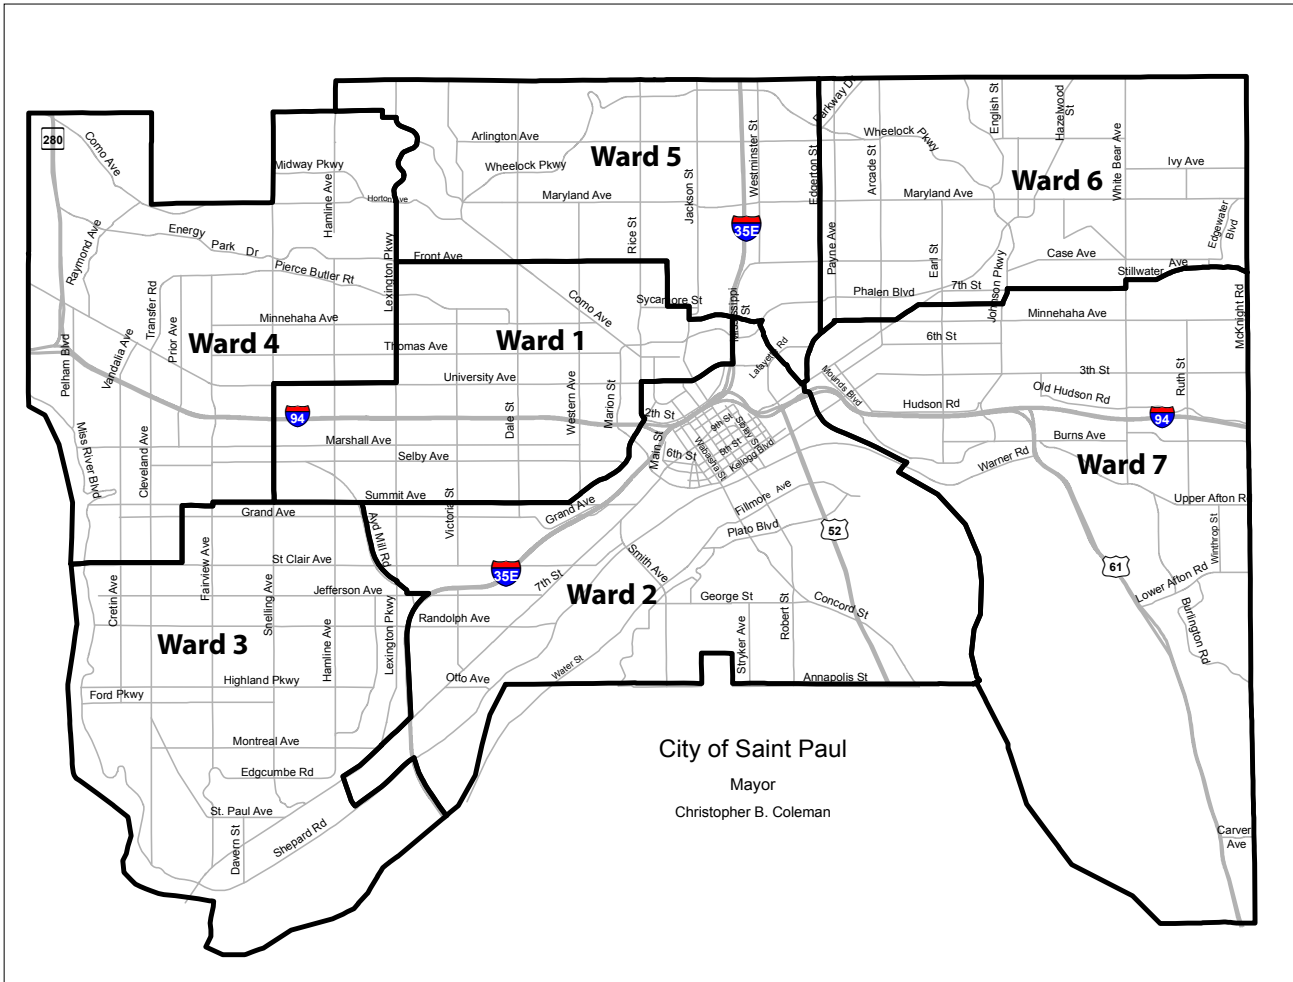 280
Como Ave
Midway Pkwy
Hamline Ave
Horton Ave
Raymond Ave
Energy Park Dr
Pierce Butler Rt
Lexington Pkwy
Transfer Rd
Prior Ave
Minnehaha Ave
Pelham Blvd
Vandalia Ave
Ward 4
Arlington Ave
Wheelock Pkwy
Ward 5
Maryland Ave
Rice St
Jackson St
Westminster St
35E
Edgerton St
Parkway Dr
Front Ave
Sycamore St
Mississippi St
Como Ave
Ward 1
Thomas Ave
University Ave
Dale St
Western Ave
Marion St
Lafayette Rd
Wheelock Pkwy
Arcade St
English St
Hazelwood St
White Bear Ave
Ivy Ave
Ward 6
Maryland Ave
Payne Ave
Earl St
Johnson Pkwy
Case Ave
Edgewater Blvd
Stillwater Ave
Phalen Blvd
7th St
Minnehaha Ave
McKnight Rd
6th St
3th St
Ruth St
Mounds Blvd
Hudson Rd
Old Hudson Rd
94
Burns Ave
Warner Rd
Ward 7
Upper Afton Rd
Winthrop St
61
Lower Afton Rd
Burlington Rd
Carver Ave
94
Miss River Blvd
Cleveland Ave
Marshall Ave
Selby Ave
Summit Ave
Victoria St
Grand Ave
2th St
Main St
6th St
9th St
5th St
Sibley St
Wabasha St
Kellogg Blvd
Fillmore Ave
Plato Blvd
52
Grand Ave
Ayd Mill Rd
St Clair Ave
Fairview Ave
Jefferson Ave
Cretin Ave
Snelling Ave
Ward 3
Hamline Ave
Lexington Pkwy
Randolph Ave
35E
7th St
Smith Ave
Ward 2
George St
Stryker Ave
Robert St
Concord St
Otto Ave
Water St
Annapolis St
Highland Pkwy
Ford Pkwy
Montreal Ave
Edgcumbe Rd
St. Paul Ave
Davern St
Shepard Rd
City of Saint Paul
Mayor
Christopher B. Coleman